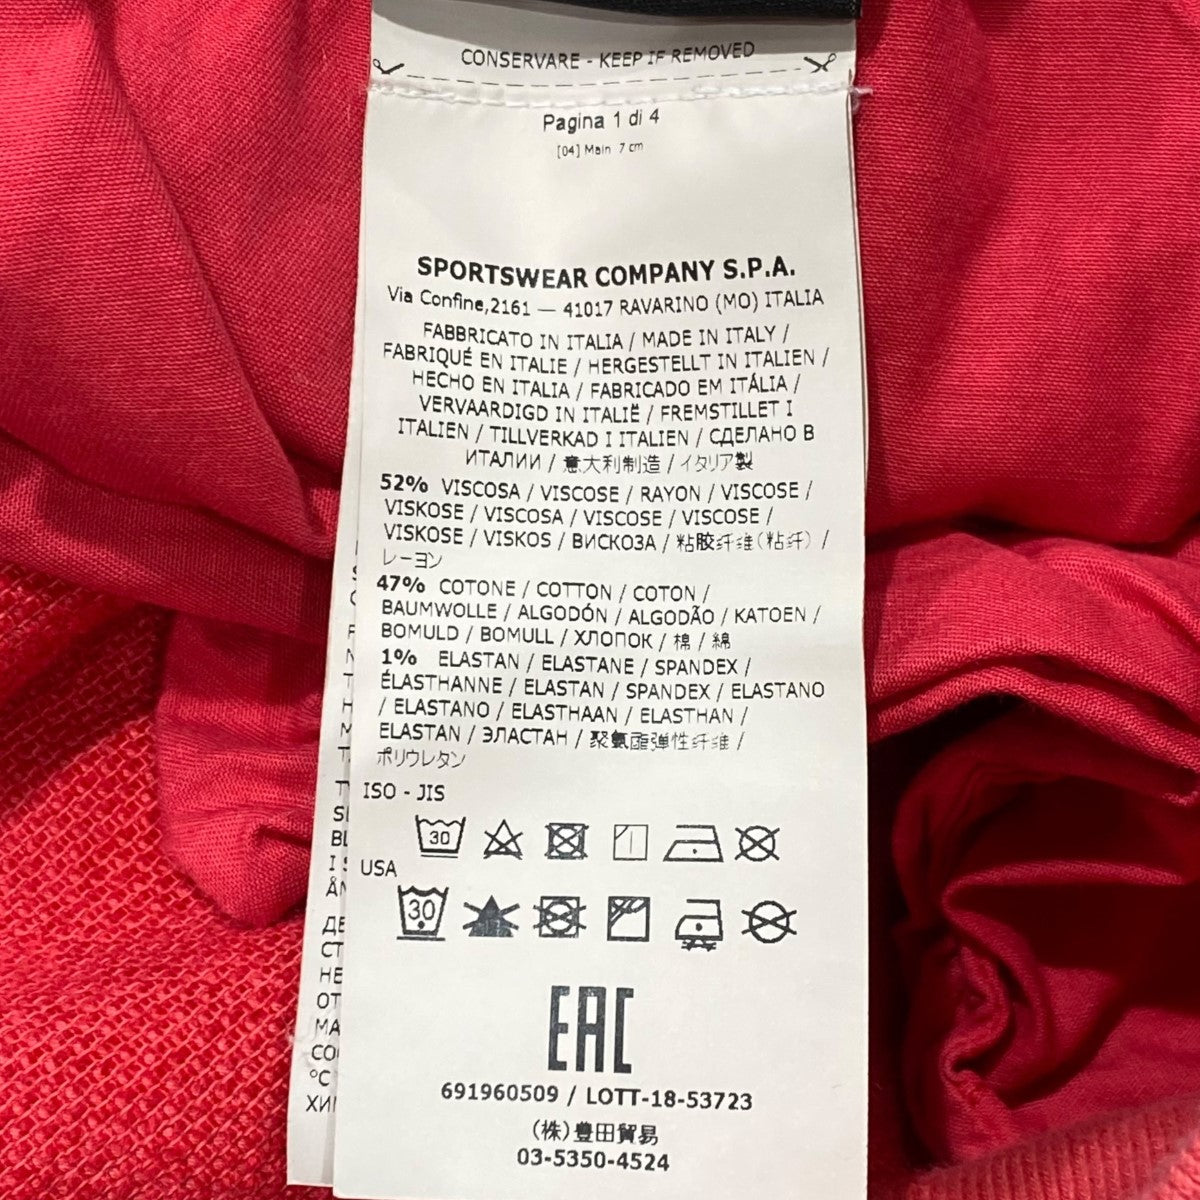 CONSERVARE - KEEP IF REMOVED
Pagina 1 di 4
[04] Main 7 cm
SPORTSWEAR COMPANY S.P.A.
Via Confine,2161 — 41017 RAVARINO (MO) ITALIA
FABBRICATO IN ITALIA / MADE IN ITALY /
FABRIQUÉ EN ITALIE / HERGESTELLT IN ITALIEN /
HECHO EN ITALIA / FABRICADO EM ITÁLIA /
VERVAARDIGD IN ITALIË / FREMSTILLET I
ITALIEN / TILLVERKAD I ITALIEN / СДЕЛАНО В
ИТАЛИИ / 意大利制造 / イタリア製
52% VISCOSA / VISCOSE / RAYON / VISCOSE /
VISKOSE / VISCOSA / VISCOSE / VISCOSE /
VISKOSE / VISKOS / ВИСКОЗА / 粘胶纤维(粘纤) /
レーヨン
47% COTONE / COTTON / COTON /
BAUMWOLLE / ALGODÓN / ALGODÃO / KATOEN /
BOMULD / BOMULL / ХЛОПОК / 棉 / 綿
1% ELASTAN / ELASTANE / SPANDEX /
ÉLASTHANNE / ELASTAN / SPANDEX / ELASTANO
/ ELASTANO / ELASTHAAN / ELASTHAN /
ELASTAN / ЭЛАСТАН / 聚氨酯弹性纤维 /
ポリウレタン
ISO - JIS
30
USA
30
EAC
691960509 / LOTT-18-53723
(株)豊田貿易
03-5350-4524